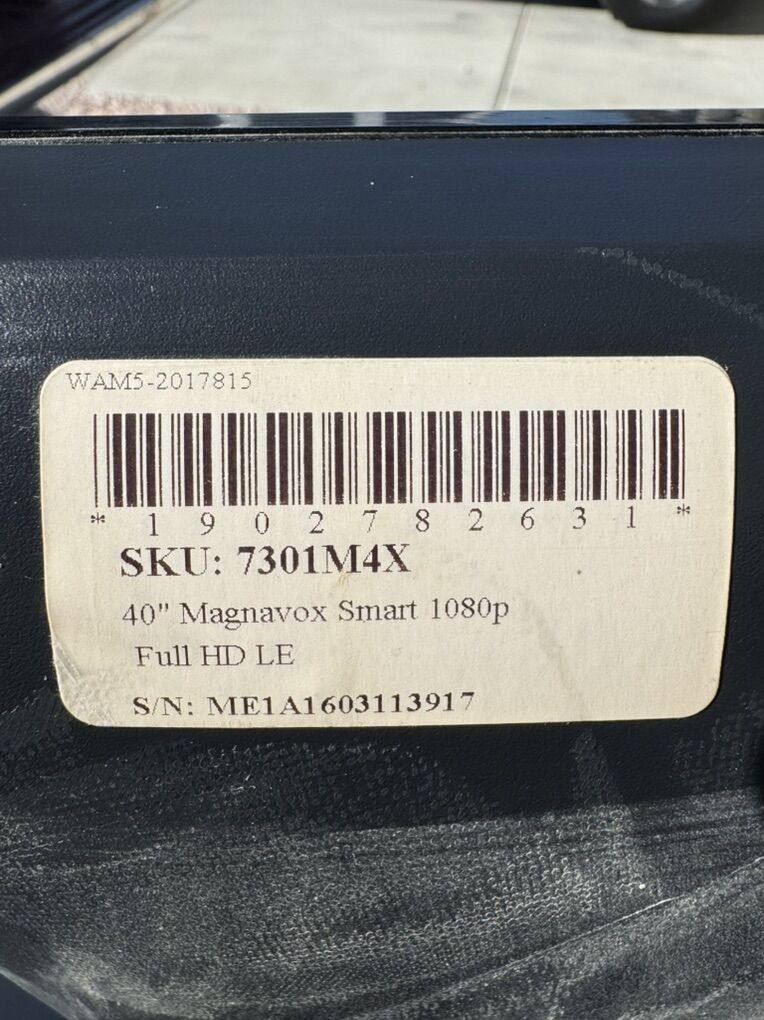 WAM5-2017815
*1902782631*
SKU: 7301M4X
40" Magnavox Smart 1080p
Full HD LE
S/N: ME1A1603113917